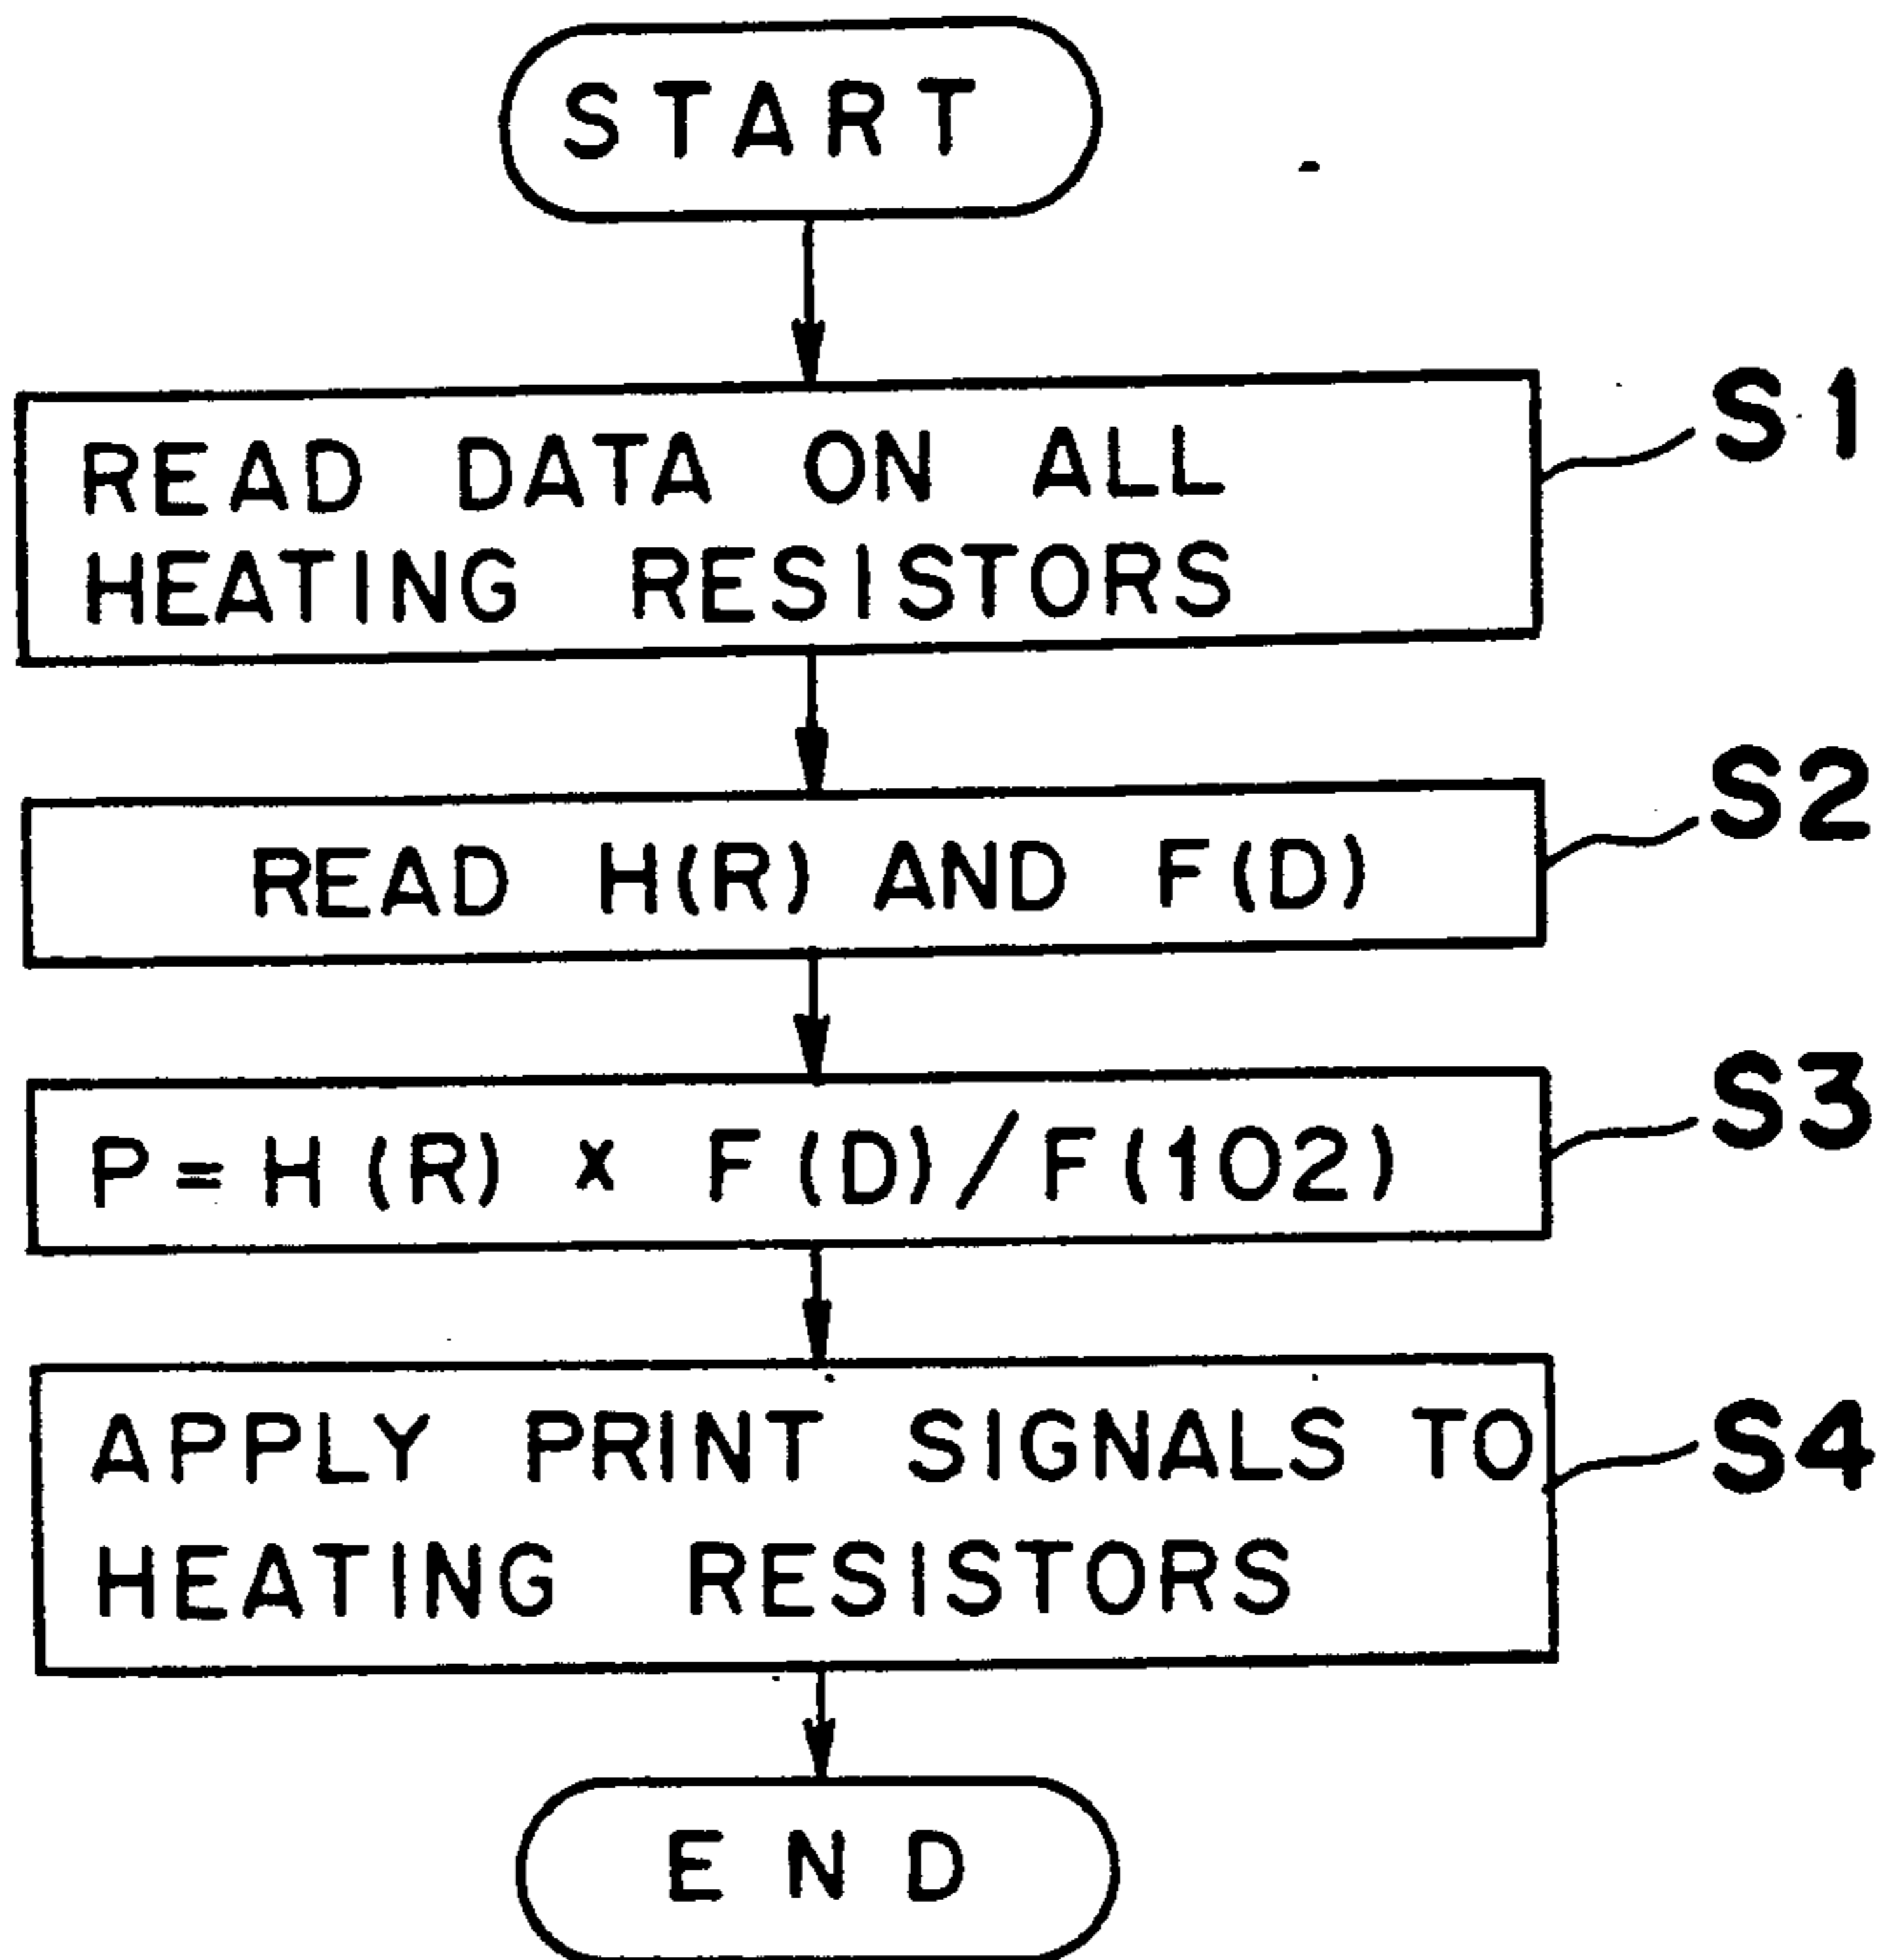 START
READ DATA ON ALL
HEATING RESISTORS
S1
READ H(R) AND F(D)
S2
P = H (R) x F (D)/F(102)
S3
APPLY PRINT SIGNALS TO
HEATING RESISTORS
S4
END